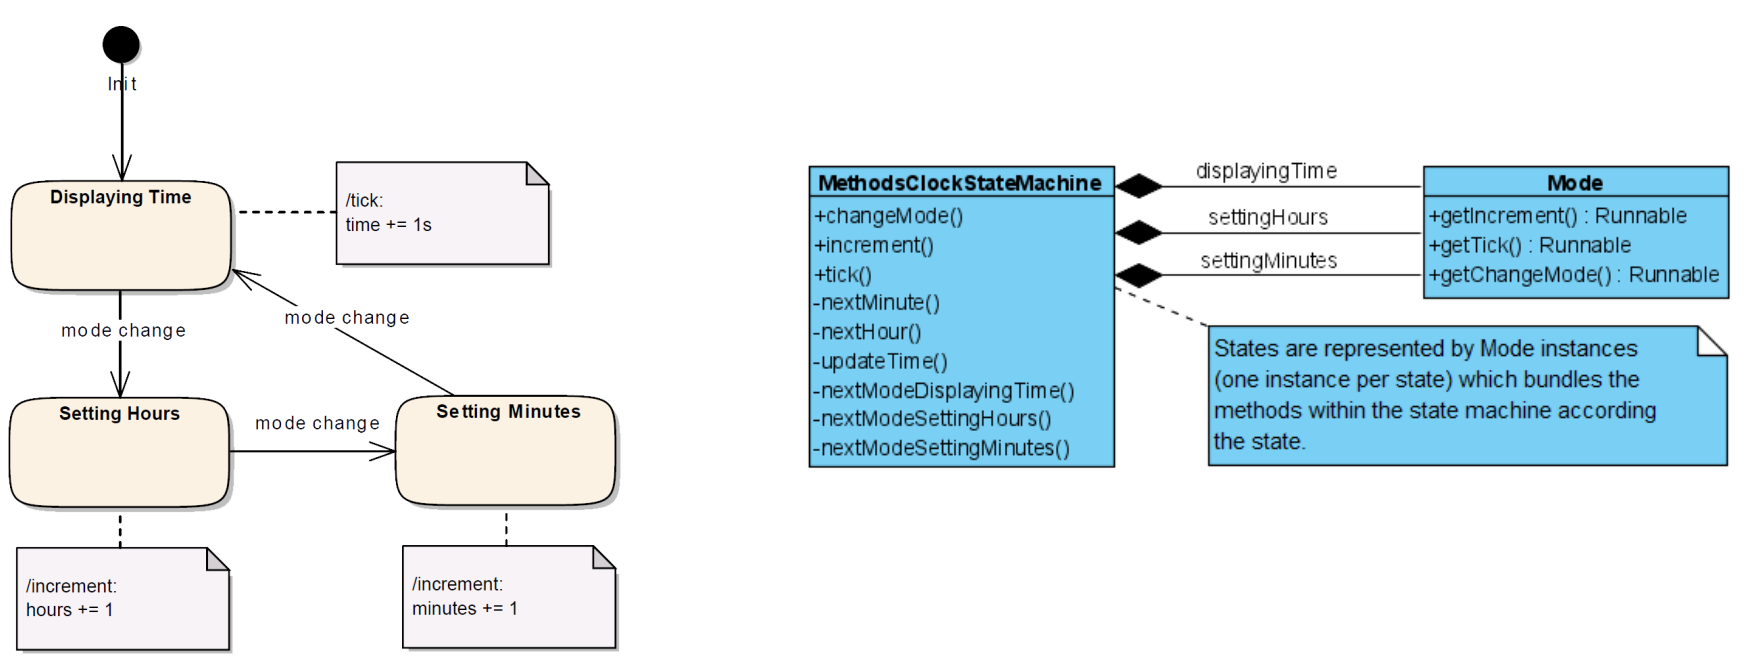 Init
Displaying Time
/tick:
time += 1s
mode change
mode change
Setting Hours
mode change
Setting Minutes
/increment:
hours += 1
/increment:
minutes += 1
MethodsClockStateMachine
+changeMode()
+increment()
+tick()
-nextMinute()
-nextHour()
-updateTime()
-nextModeDisplayingTime()
-nextModeSettingHours()
-nextModeSettingMinutes()
displayingTime
settingHours
settingMinutes
Mode
+getIncrement() : Runnable
+getTick() : Runnable
+getChangeMode() : Runnable
States are represented by Mode instances
(one instance per state) which bundles the
methods within the state machine according
the state.